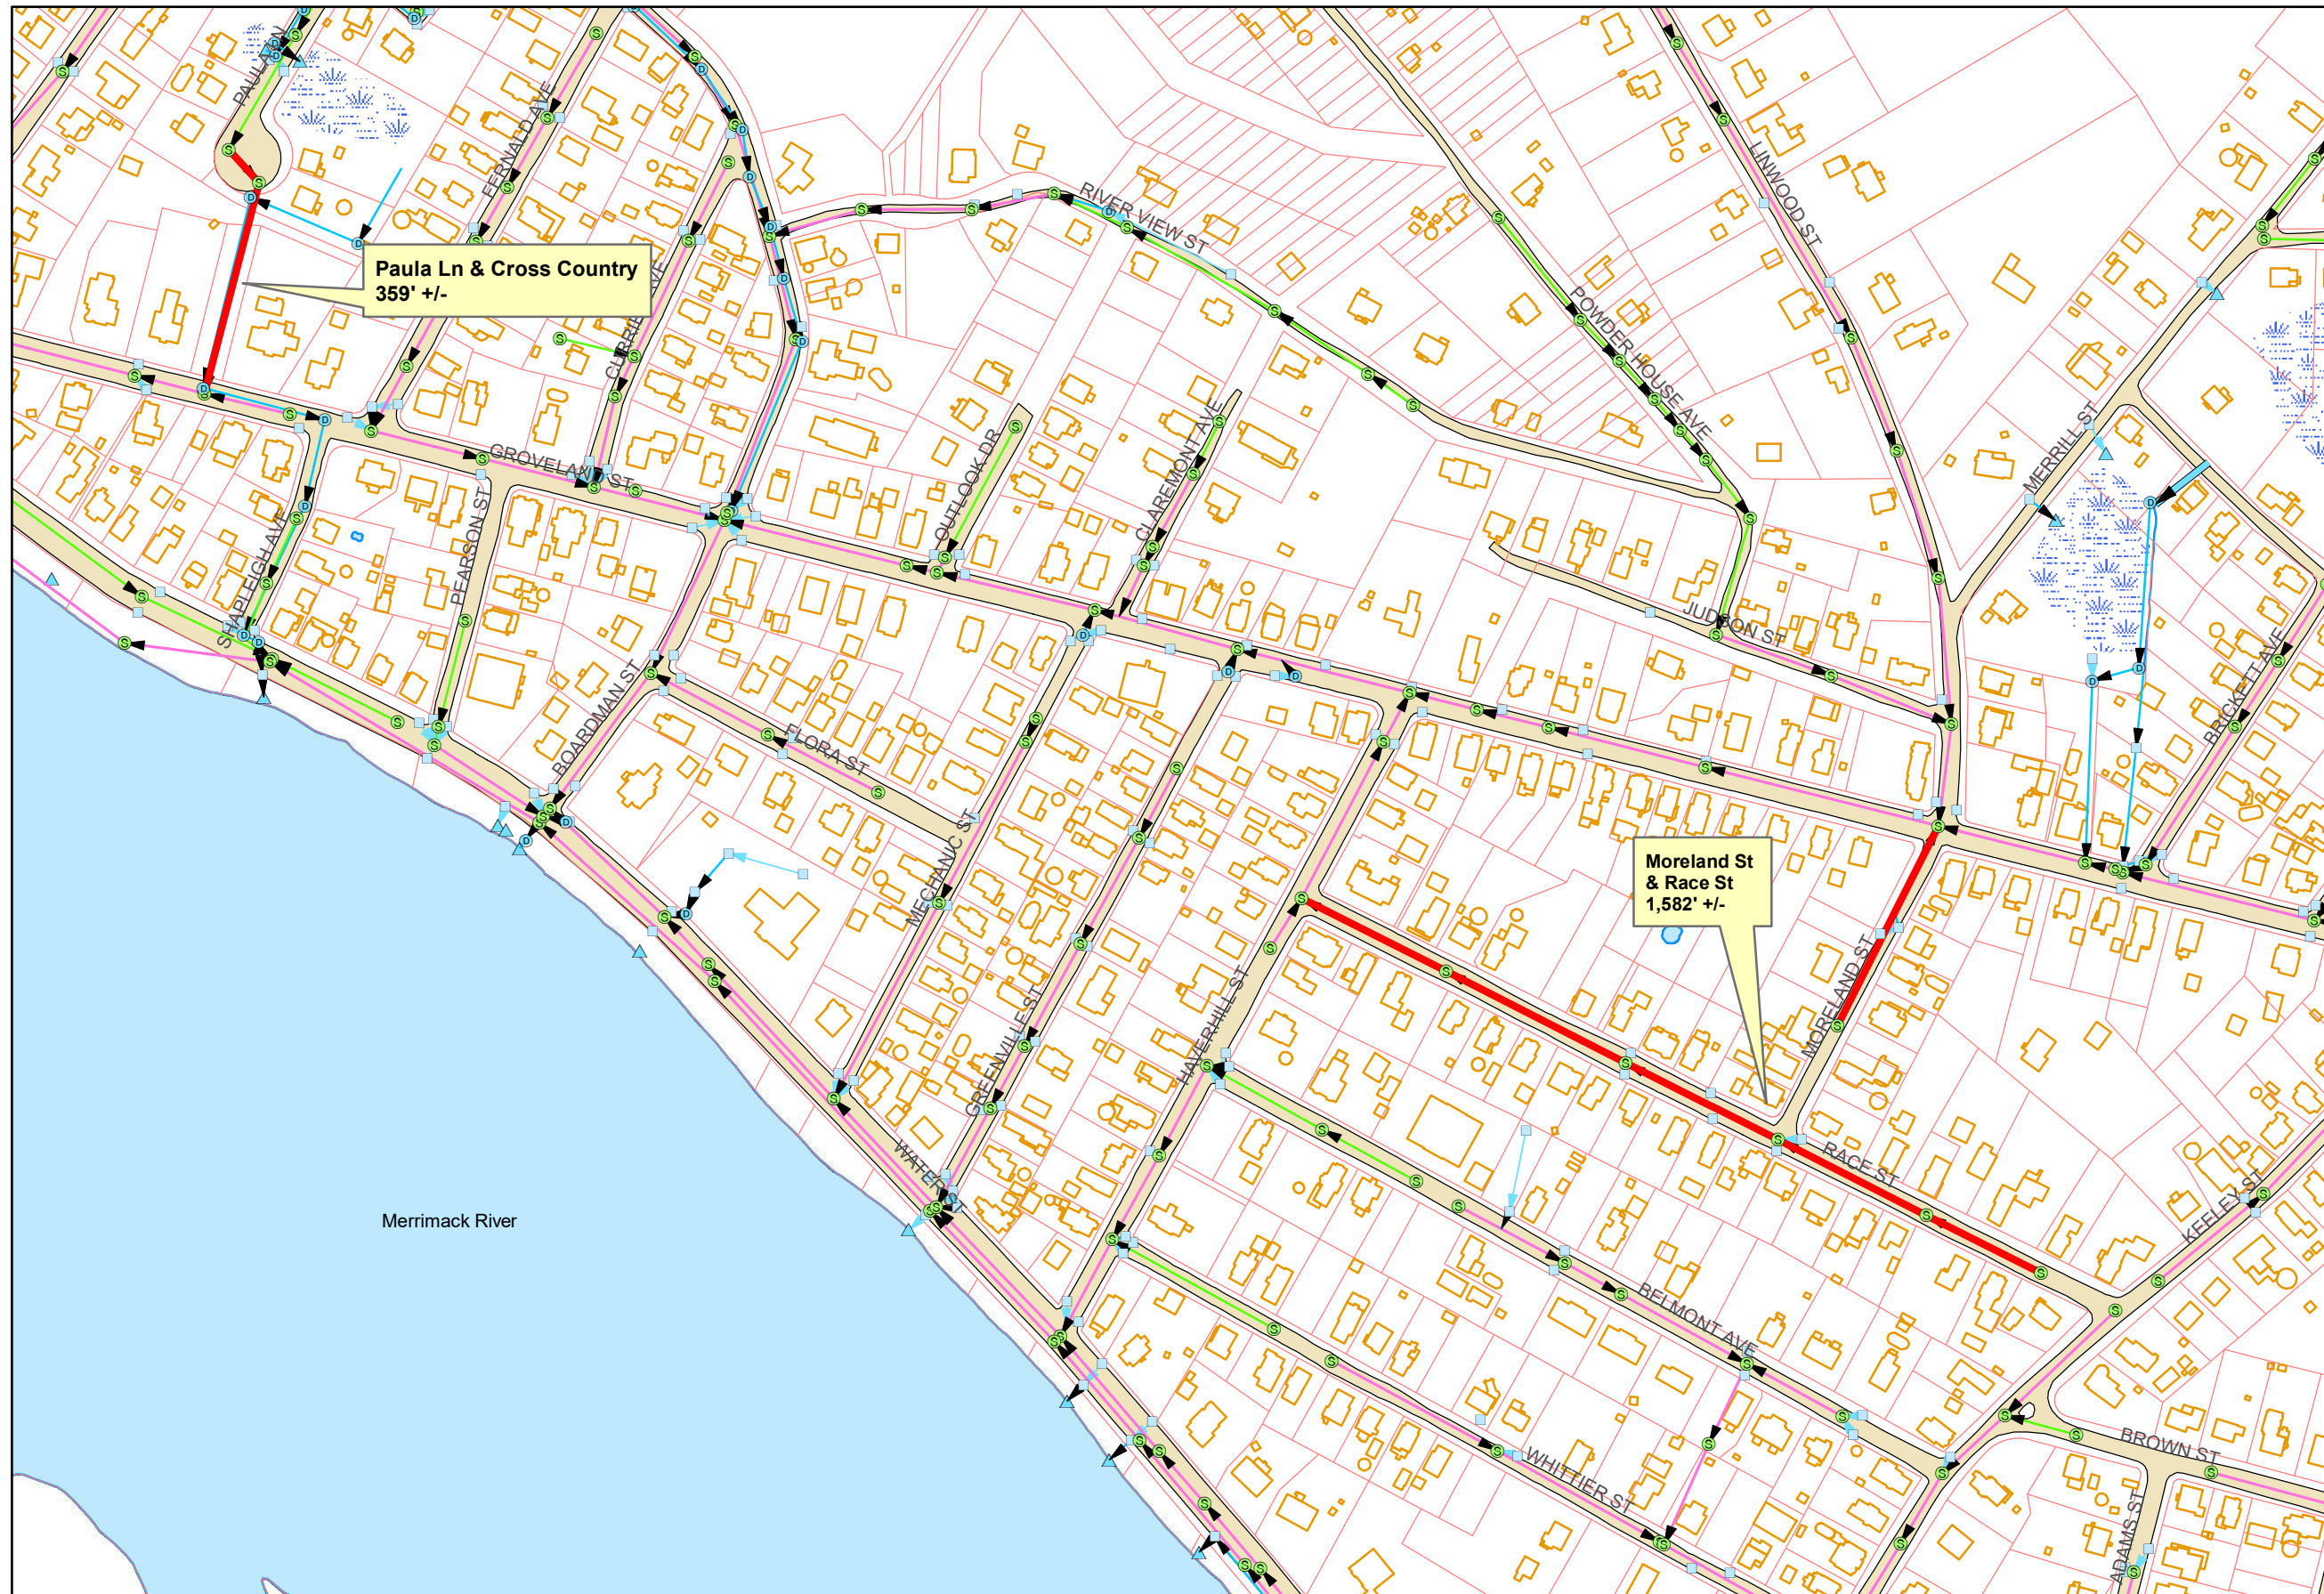 PAULA LN
FERNALD AVE
RIVER VIEW ST
LINWOOD ST
Paula Ln & Cross Country
359' +/-
POWDER HOUSE AVE
MERRILL ST
GROVELAND ST
OUTLOOK DR
CLAREMONT AVE
PEARSON ST
SHAPLEIGH AVE
JUDSON ST
BRICKETT AVE
BOARDMAN ST
FLORA ST
MECHANIC ST
Moreland St
& Race St
1,582' +/-
MORELAND ST
HAVERHILL ST
GREENVILLE ST
WATER ST
RACE ST
KEELEY ST
Merrimack River
BELMONT AVE
WHITTIER ST
BROWN ST
ADAMS ST